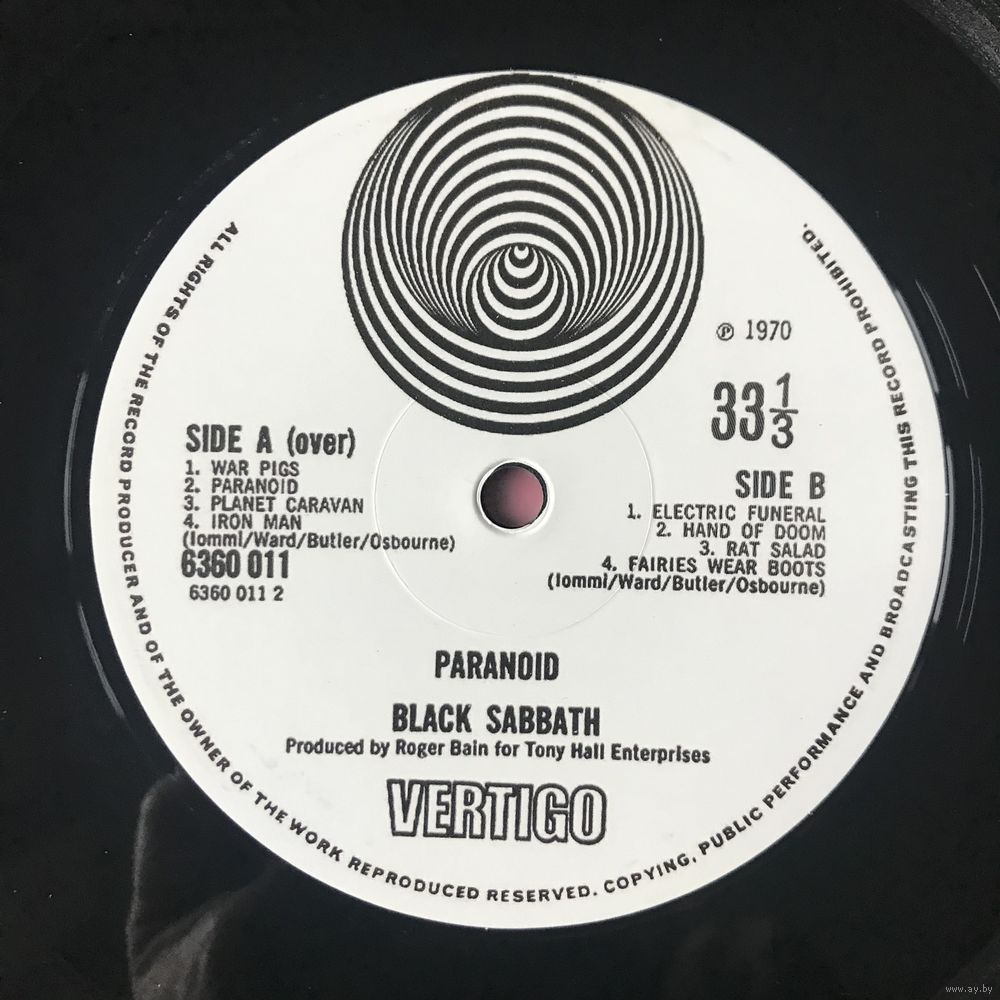 ALL RIGHTS OF THE RECORD PRODUCER AND OF THE OWNER OF THE WORK REPRODUCED RESERVED. COPYING, PUBLIC PERFORMANCE AND BROADCASTING THIS RECORD PROHIBITED.
℗ 1970
33 1/3
SIDE A (over)
1. WAR PIGS
2. PARANOID
3. PLANET CARAVAN
4. IRON MAN
(Iommi/Ward/Butler/Osbourne)
6360 011
6360 011 2
SIDE B
1. ELECTRIC FUNERAL
2. HAND OF DOOM
3. RAT SALAD
4. FAIRIES WEAR BOOTS
(Iommi/Ward/Butler/Osbourne)
PARANOID
BLACK SABBATH
Produced by Roger Bain for Tony Hall Enterprises
VERTIGO
www.ay.by